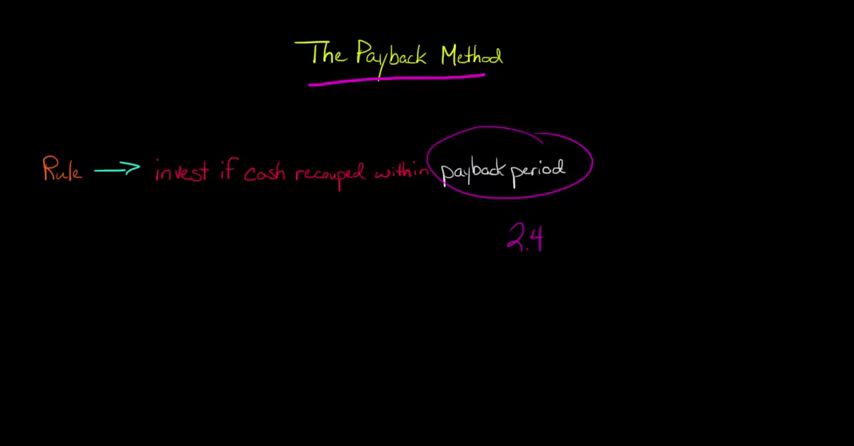 The Payback Method
Rule → invest if cash recouped within payback period
2.4